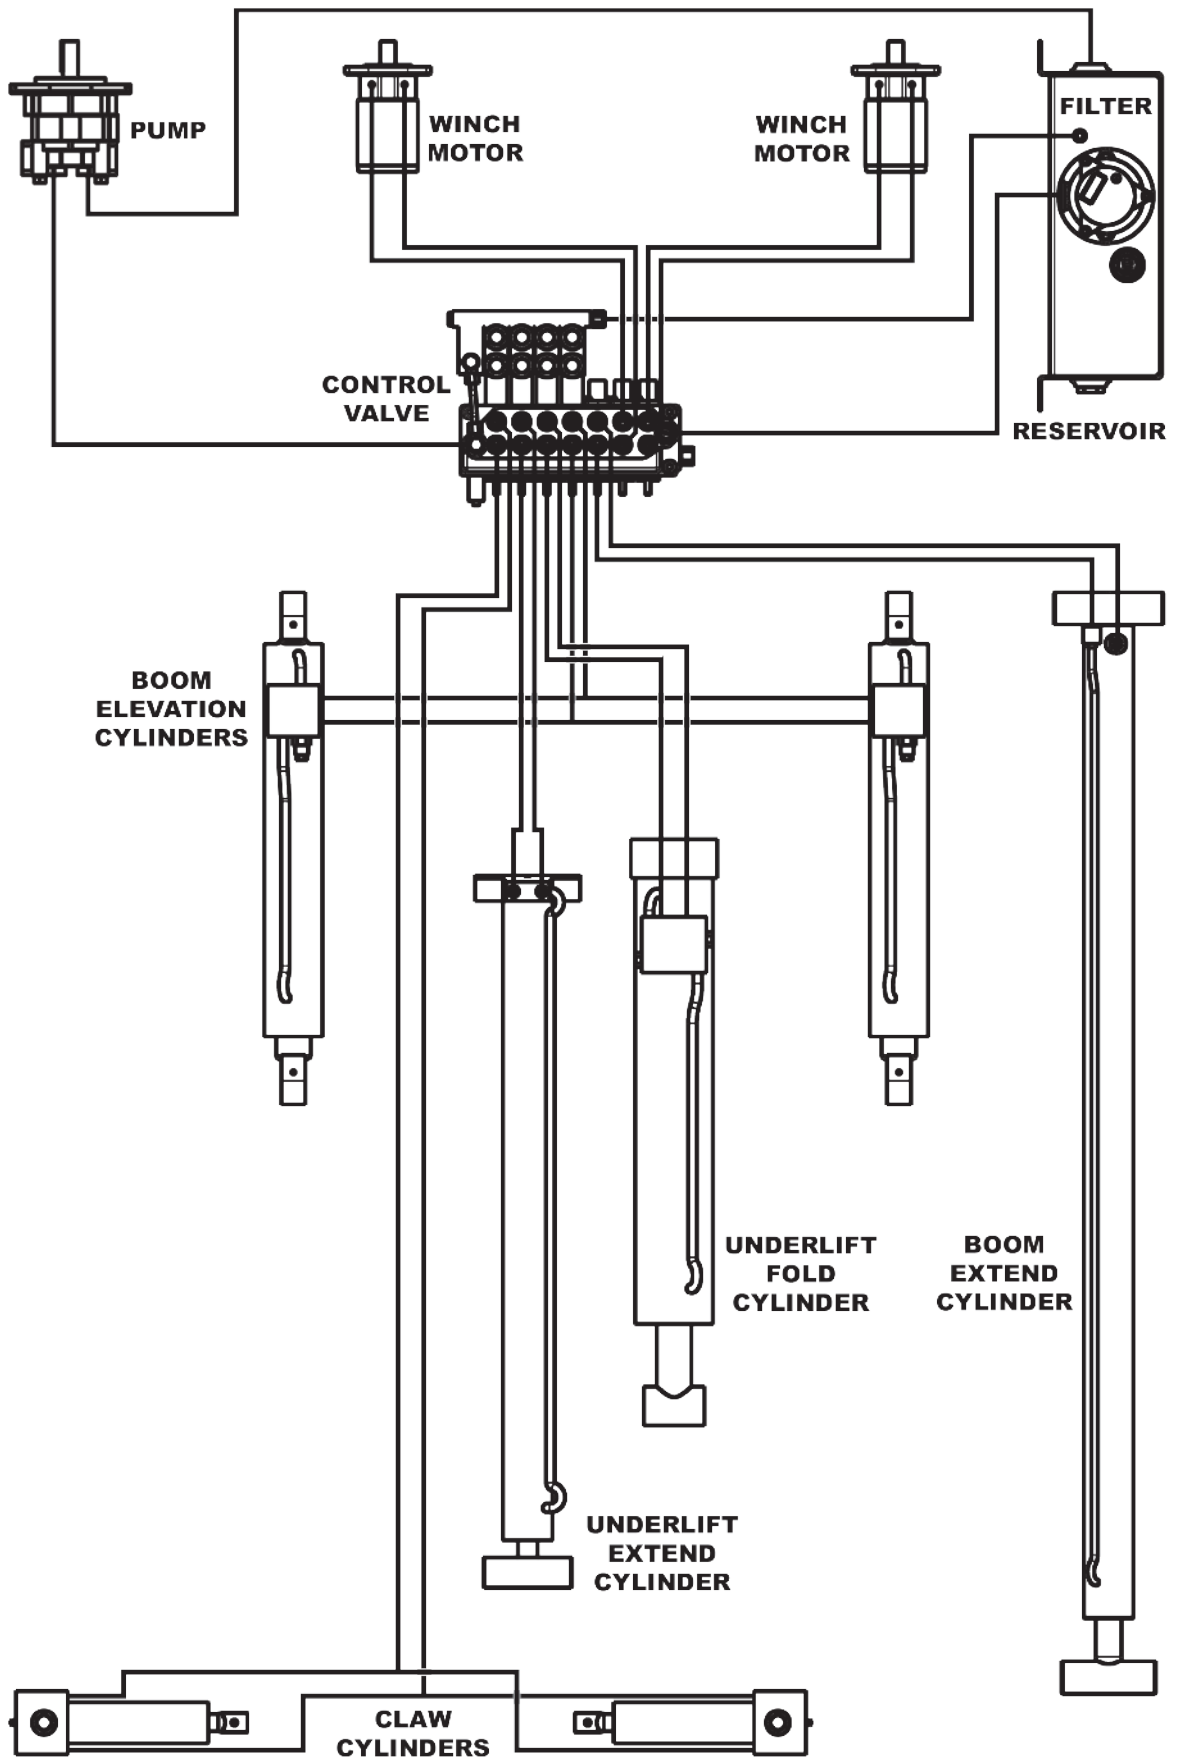 FILTER
PUMP
WINCH
MOTOR
WINCH
MOTOR
CONTROL
VALVE
RESERVOIR
BOOM
ELEVATION
CYLINDERS
UNDERLIFT
FOLD
CYLINDER
BOOM
EXTEND
CYLINDER
UNDERLIFT
EXTEND
CYLINDER
CLAW
CYLINDERS